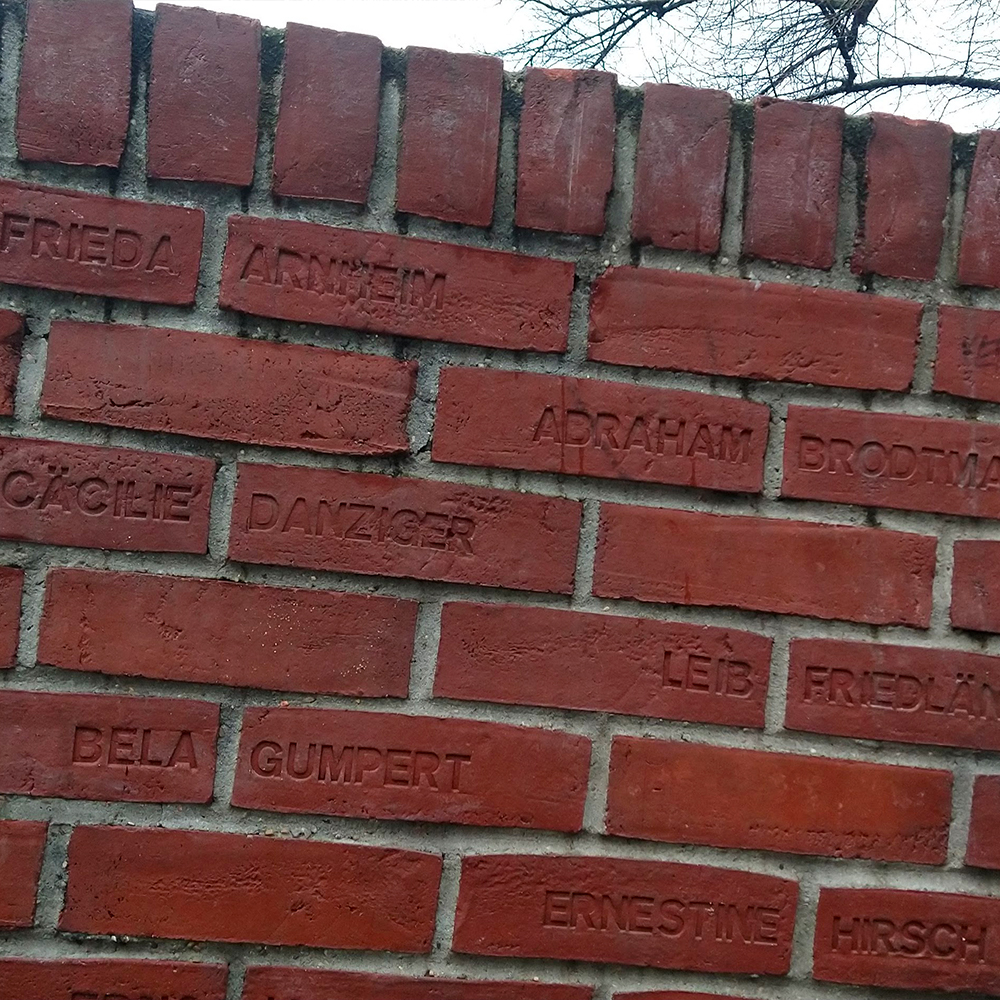 FRIEDA ARNHEIM
ABRAHAM BRODTMA
CÄCILIE DANZIGER
LEIB FRIEDLÄN
BELA GUMPERT
ERNESTINE HIRSCH